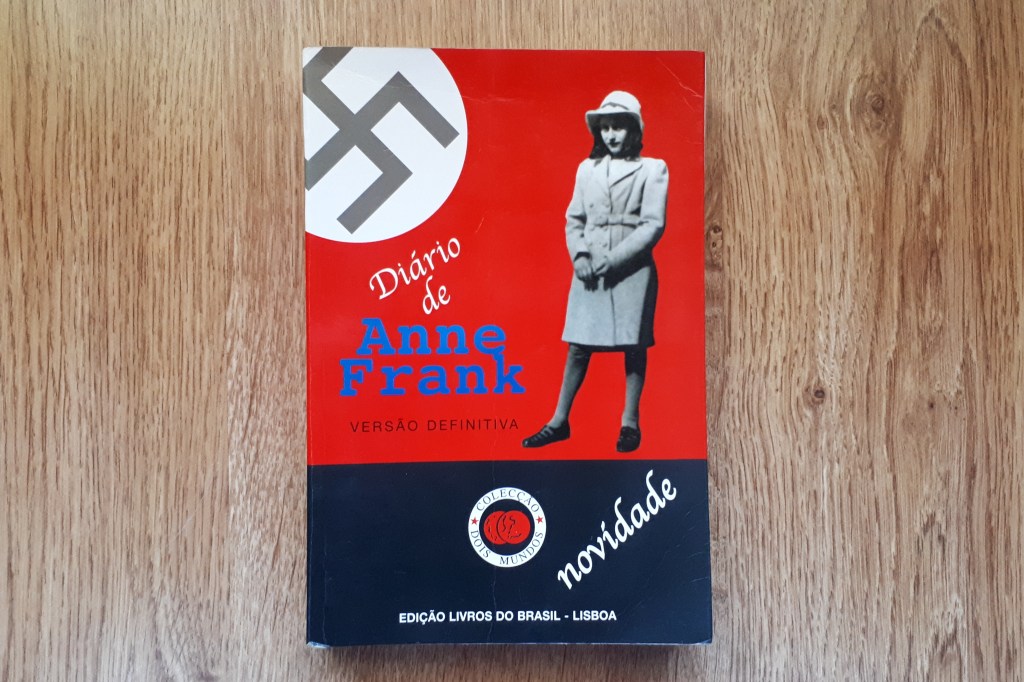 Diário
de
Anne
Frank
VERSÃO DEFINITIVA
COLECÇÃO
DOIS MUNDOS
novidade
EDIÇÃO LIVROS DO BRASIL - LISBOA